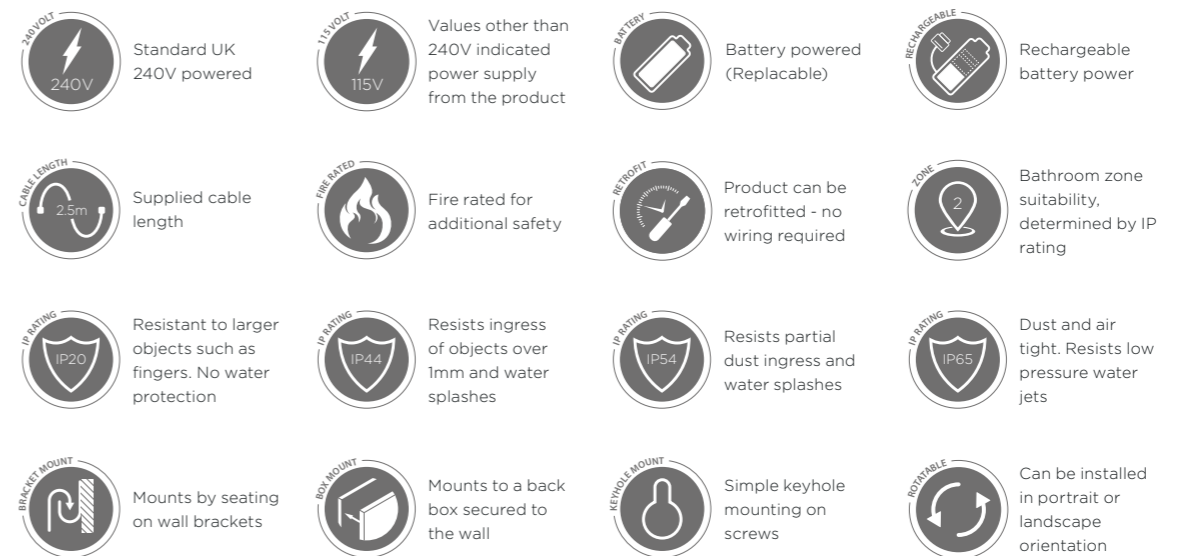 240 VOLT
240V
Standard UK
240V powered
115 VOLT
115V
Values other than
240V indicated
power supply
from the product
BATTERY
Battery powered
(Replacable)
RECHARGEABLE
Rechargeable
battery power
CABLE LENGTH
2.5m
Supplied cable
length
FIRE RATED
Fire rated for
additional safety
RETROFIT
Product can be
retrofitted - no
wiring required
ZONE
2
Bathroom zone
suitability,
determined by IP
rating
IP RATING
IP20
Resistant to larger
objects such as
fingers. No water
protection
IP RATING
IP44
Resists ingress
of objects over
1mm and water
splashes
IP RATING
IP54
Resists partial
dust ingress and
water splashes
IP RATING
IP65
Dust and air
tight. Resists low
pressure water
jets
BRACKET MOUNT
Mounts by seating
on wall brackets
BOX MOUNT
Mounts to a back
box secured to
the wall
KEYHOLE MOUNT
Simple keyhole
mounting on
screws
ROTATABLE
Can be installed
in portrait or
landscape
orientation